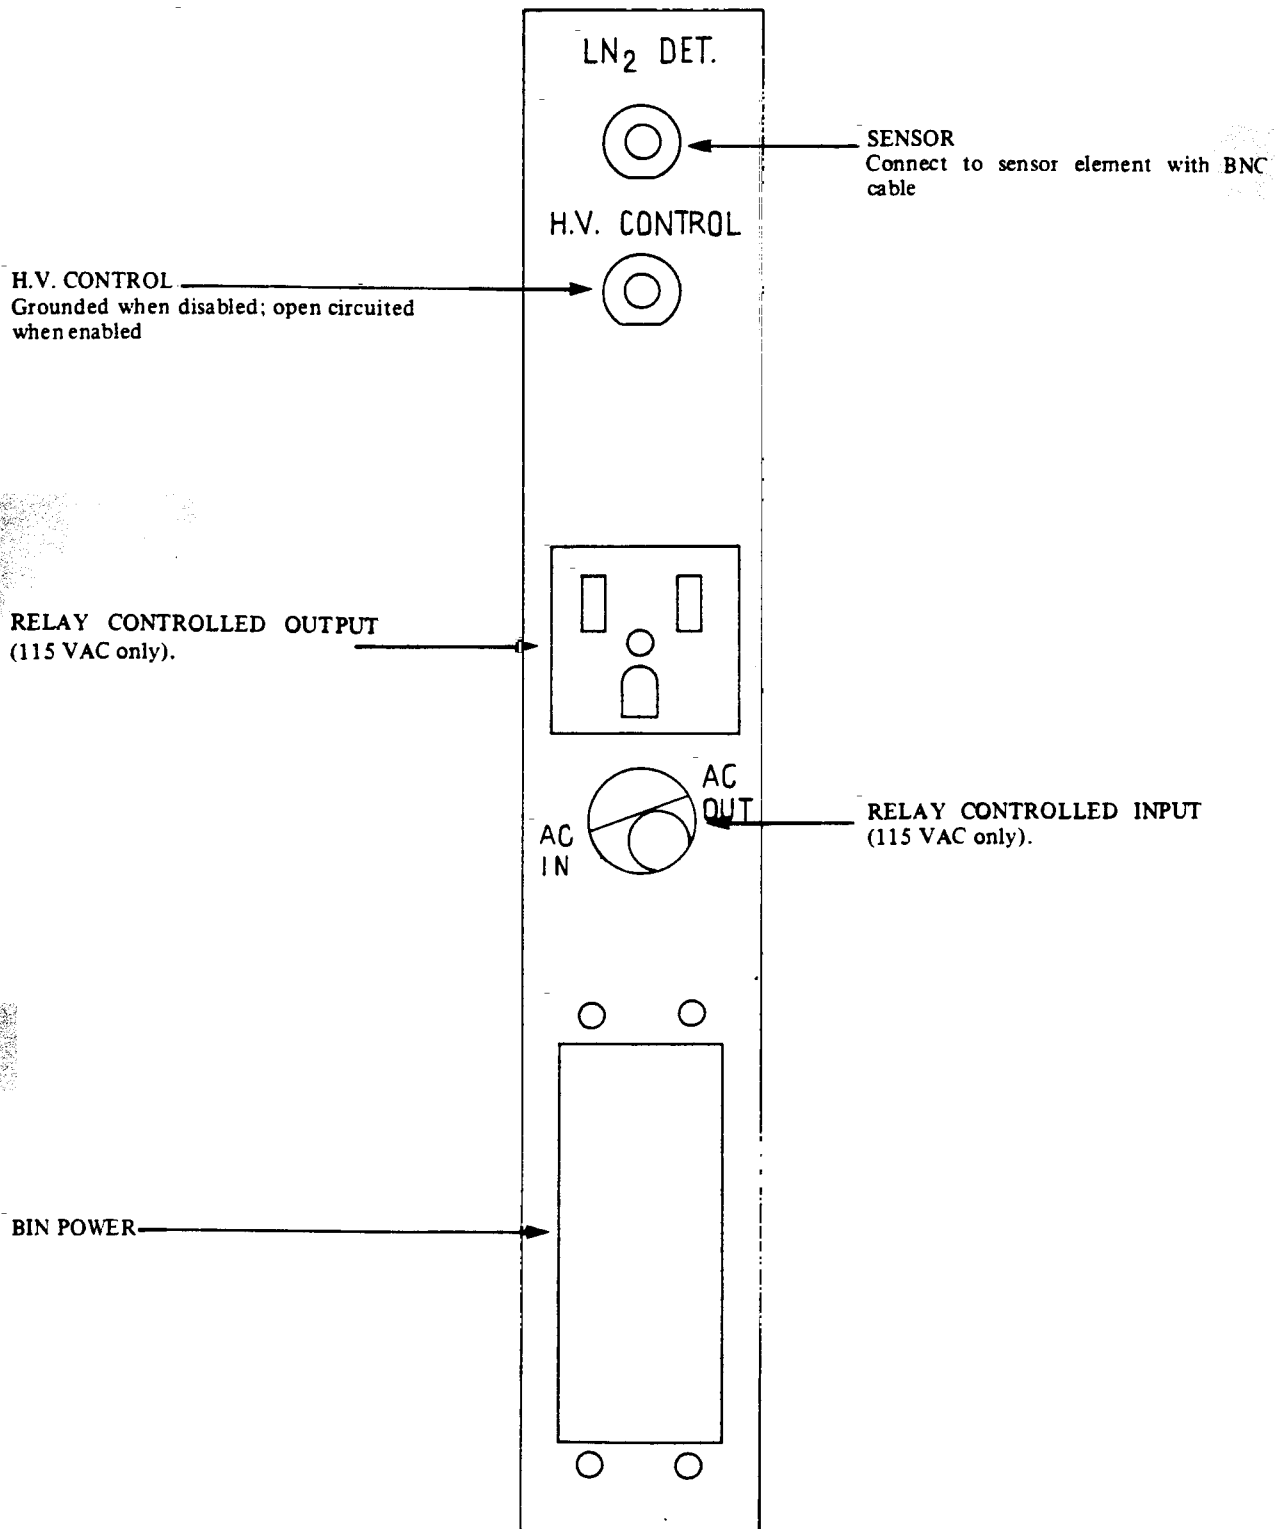 LN2 DET.
SENSOR
Connect to sensor element with BNC
cable
H.V. CONTROL
H.V. CONTROL
Grounded when disabled; open circuited
when enabled
RELAY CONTROLLED OUTPUT
(115 VAC only).
AC
OUT
AC
IN
RELAY CONTROLLED INPUT
(115 VAC only).
BIN POWER